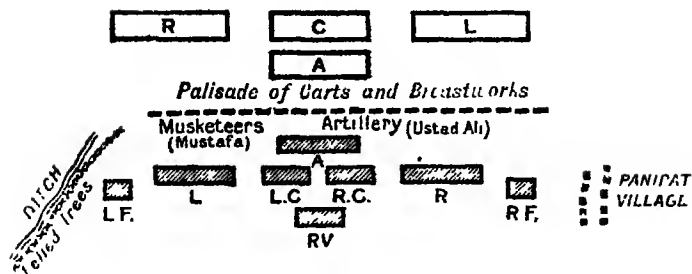 R C L
A
Palisade of Carts and Breastworks
Musketeers Artillery (Ustad Ali)
(Mustafa)
A
L L.C R.C. R
L F. R F.
RV
DITCH
Felled Trees
PANIPAT
VILLAGE